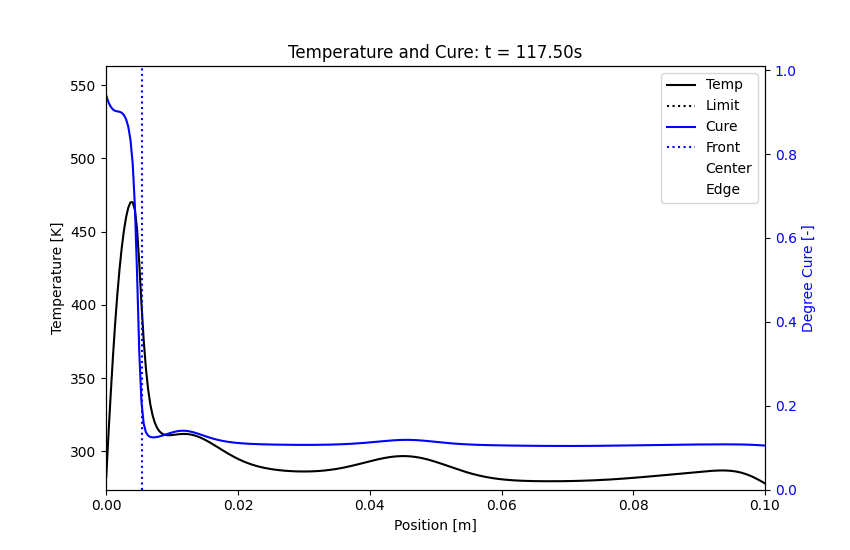 Temperature and Cure: t = 117.50s
Temp
Limit
Cure
Front
Center
Edge
550
500
450
400
350
300
Temperature [K]
1.0
0.8
0.6
0.4
0.2
0.0
Degree Cure [-]
0.00
0.02
0.04
0.06
0.08
0.10
Position [m]